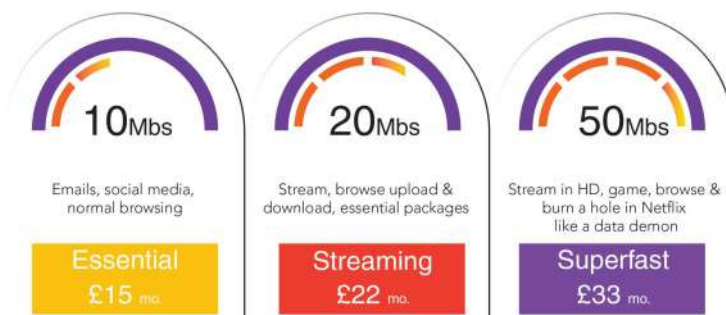 10Mbs
Emails, social media,
normal browsing
Essential
£15 mo.
20Mbs
Stream, browse upload &
download, essential packages
Streaming
£22 mo.
50Mbs
Stream in HD, game, browse &
burn a hole in Netflix
like a data demon
Superfast
£33 mo.